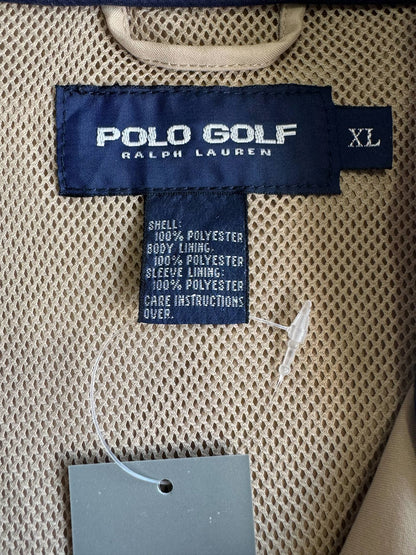 POLO GOLF
RALPH LAUREN
XL
SHELL:
100% POLYESTER
BODY LINING:
100% POLYESTER
SLEEVE LINING:
100% POLYESTER
CARE INSTRUCTIONS
OVER.